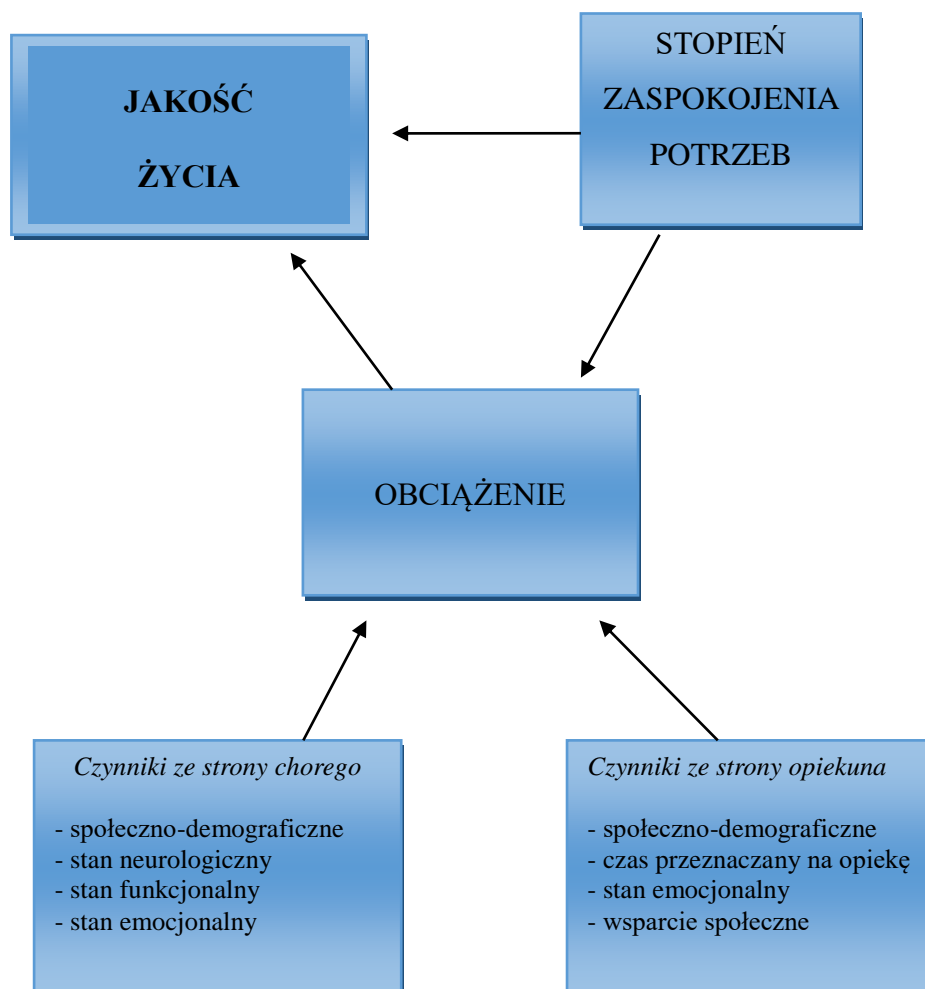 JAKOŚĆ
ŻYCIA
STOPIEŃ
ZASPOKOJENIA
POTRZEB
OBCIĄŻENIE
Czynniki ze strony chorego
- społeczno-demograficzne
- stan neurologiczny
- stan funkcjonalny
- stan emocjonalny
Czynniki ze strony opiekuna
- społeczno-demograficzne
- czas przeznaczany na opiekę
- stan emocjonalny
- wsparcie społeczne